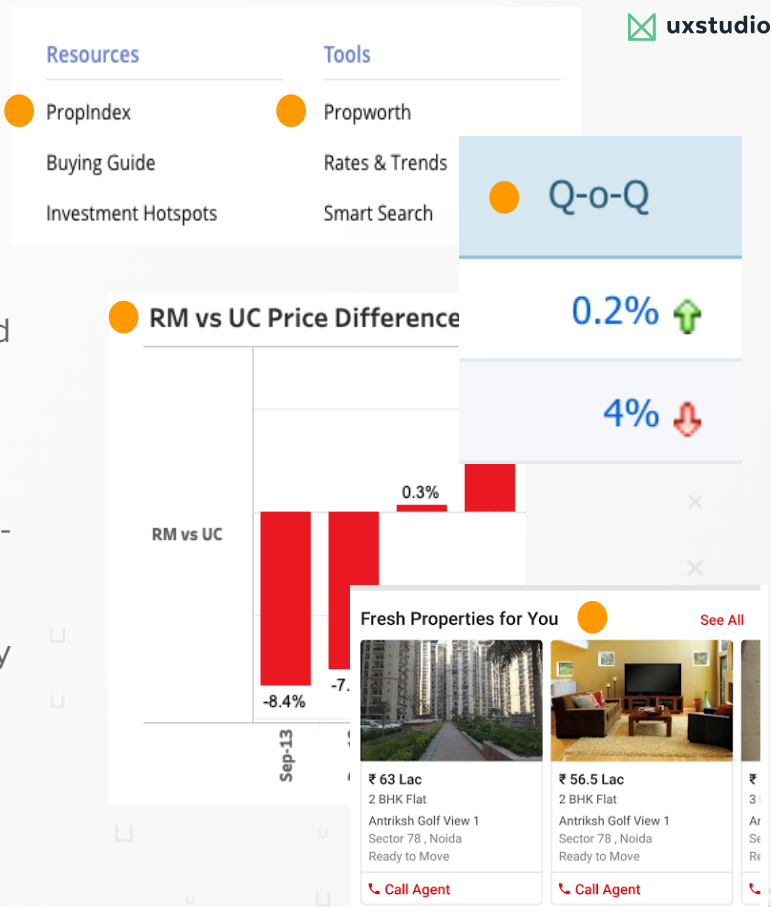 uxstudio
Resources
Tools
PropIndex
Propworth
Buying Guide
Rates & Trends
Investment Hotspots
Smart Search
Q-o-Q
0.2%
4%
RM vs UC Price Difference
0.3%
RM vs UC
-8.4%
-7.
Sep-13
d
-
y
Fresh Properties for You
See All
₹ 63 Lac
2 BHK Flat
Antriksh Golf View 1
Sector 78 , Noida
Ready to Move
Call Agent
₹ 56.5 Lac
2 BHK Flat
Antriksh Golf View 1
Sector 78 , Noida
Ready to Move
Call Agent
₹
3